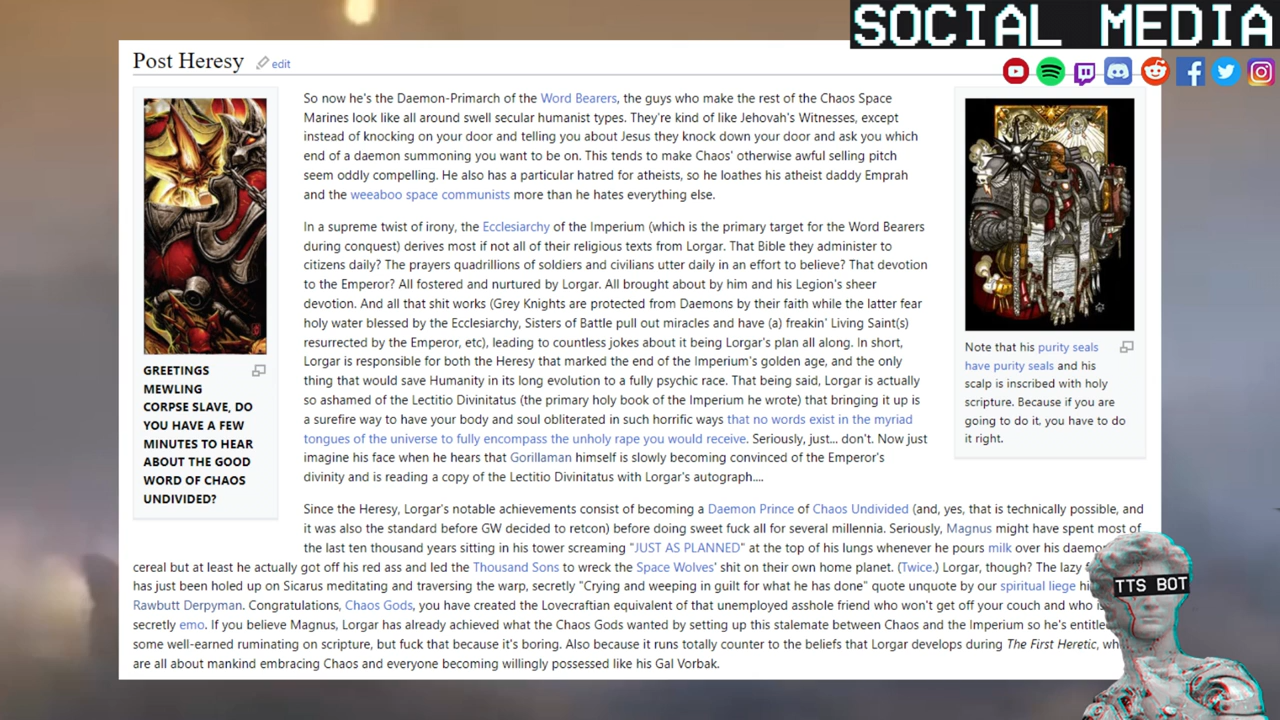 SOCIAL MEDIA
Post Heresy
edit
So now he's the Daemon-Primarch of the Word Bearers, the guys who make the rest of the Chaos Space
Marines look like all around swell secular humanist types. They're kind of like Jehovah's Witnesses, except
instead of knocking on your door and telling you about Jesus they knock down your door and ask you which
end of a daemon summoning you want to be on. This tends to make Chaos' otherwise awful selling pitch
seem oddly compelling. He also has a particular hatred for atheists, so he loathes his atheist daddy Emprah
and the weeaboo space communists more than he hates everything else.
In a supreme twist of irony, the Ecclesiarchy of the Imperium (which is the primary target for the Word Bearers
during conquest) derives most if not all of their religious texts from Lorgar. That Bible they administer to
citizens daily? The prayers quadrillions of soldiers and civilians utter daily in an effort to believe? That devotion
to the Emperor? All fostered and nurtured by Lorgar. All brought about by him and his Legion's sheer
devotion. And all that shit works (Grey Knights are protected from Daemons by their faith while the latter fear
holy water blessed by the Ecclesiarchy, Sisters of Battle pull out miracles and have (a) freakin' Living Saint(s)
resurrected by the Emperor, etc), leading to countless jokes about it being Lorgar's plan all along. In short,
Lorgar is responsible for both the Heresy that marked the end of the Imperium's golden age, and the only
thing that would save Humanity in its long evolution to a fully psychic race. That being said, Lorgar is actually
so ashamed of the Lectitio Divinitatus (the primary holy book of the Imperium he wrote) that bringing it up is
a surefire way to have your body and soul obliterated in such horrific ways that no words exist in the myriad
tongues of the universe to fully encompass the unholy rape you would receive. Seriously, just... don't. Now just
imagine his face when he hears that Gorillaman himself is slowly becoming convinced of the Emperor's
divinity and is reading a copy of the Lectitio Divinitatus with Lorgar's autograph....
GREETINGS
MEWLING
CORPSE SLAVE, DO
YOU HAVE A FEW
MINUTES TO HEAR
ABOUT THE GOOD
WORD OF CHAOS
UNDIVIDED?
Note that his purity seals
have purity seals and his
scalp is inscribed with holy
scripture. Because if you are
going to do it, you have to do
it right.
Since the Heresy, Lorgar's notable achievements consist of becoming a Daemon Prince of Chaos Undivided (and, yes, that is technically possible, and
it was also the standard before GW decided to retcon) before doing sweet fuck all for several millennia. Seriously, Magnus might have spent most of
the last ten thousand years sitting in his tower screaming "JUST AS PLANNED" at the top of his lungs whenever he pours milk over his
cereal but at least he actually got off his red ass and led the Thousand Sons to wreck the Space Wolves' shit on their own home planet. (Twice.) Lorgar, though? The lazy
has just been holed up on Sicarus meditating and traversing the warp, secretly "Crying and weeping in guilt for what he has done" quote unquote by our spiritual liege
Rawbutt Derpyman. Congratulations, Chaos Gods, you have created the Lovecraftian equivalent of that unemployed asshole friend who won't get off your couch and who
secretly emo. If you believe Magnus, Lorgar has already achieved what the Chaos Gods wanted by setting up this stalemate between Chaos and the Imperium so he's
some well-earned ruminating on scripture, but fuck that because it's boring. Also because it runs totally counter to the beliefs that Lorgar develops during The First Heretic,
are all about mankind embracing Chaos and everyone becoming willingly possessed like his Gal Vorbak.
TTS BOT